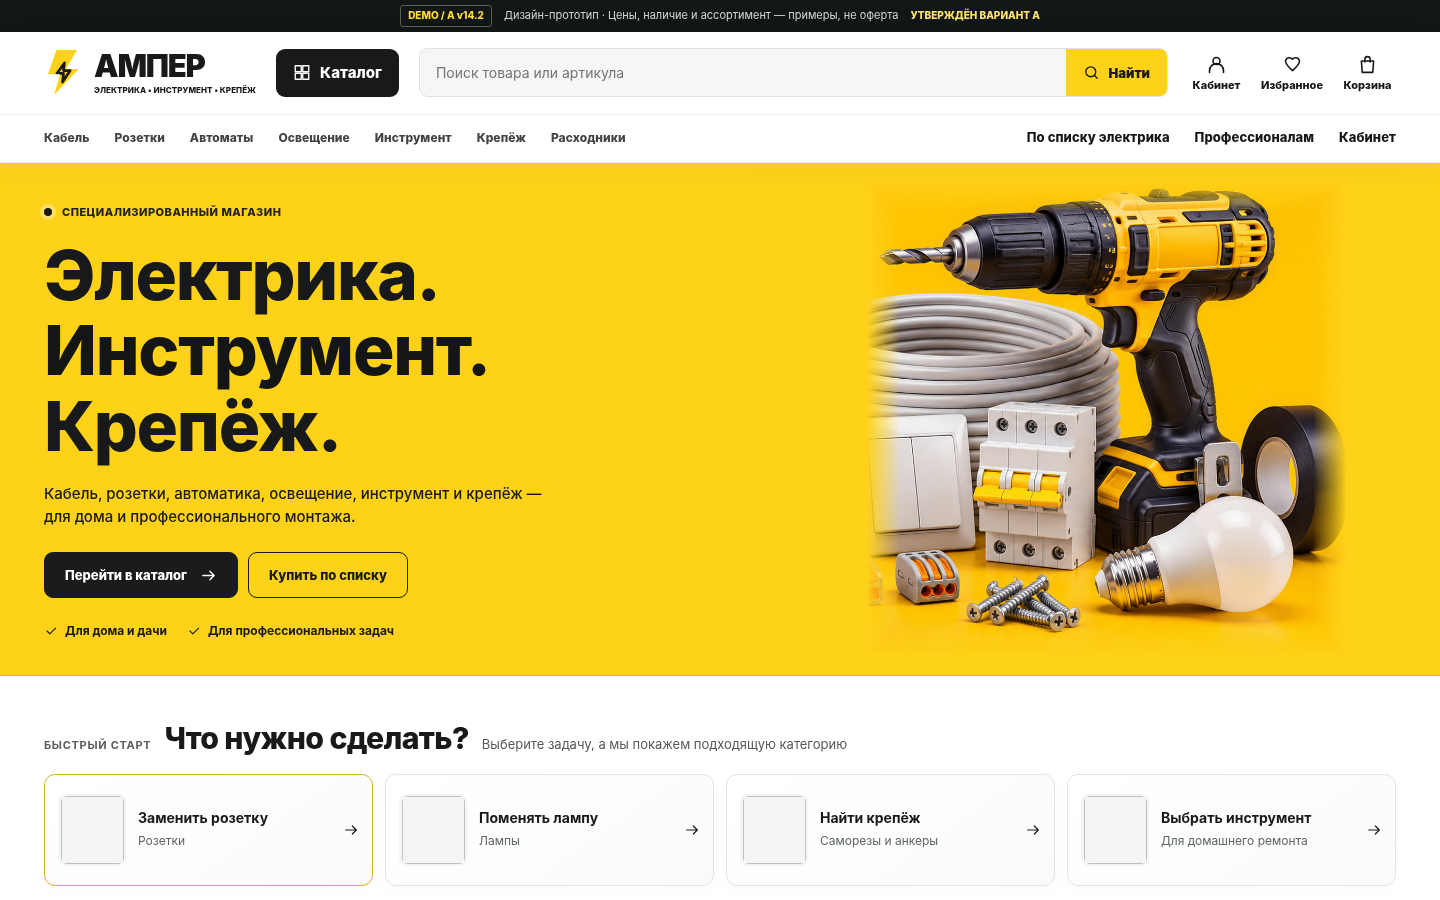 DEMO / A v14.2 Дизайн-прототип · Цены, наличие и ассортимент — примеры, не оферта УТВЕРЖДЁН ВАРИАНТ А
АМПЕР
ЭЛЕКТРИКА • ИНСТРУМЕНТ • КРЕПЁЖ
Каталог
Поиск товара или артикула
Найти
Кабинет
Избранное
Корзина
Кабель Розетки Автоматы Освещение Инструмент Крепёж Расходники По списку электрика Профессионалам Кабинет
СПЕЦИАЛИЗИРОВАННЫЙ МАГАЗИН
Электрика.
Инструмент.
Крепёж.
Кабель, розетки, автоматика, освещение, инструмент и крепёж —
для дома и профессионального монтажа.
Перейти в каталог
Купить по списку
Для дома и дачи
Для профессиональных задач
БЫСТРЫЙ СТАРТ Что нужно сделать? Выберите задачу, а мы покажем подходящую категорию
Заменить розетку
Розетки
Поменять лампу
Лампы
Найти крепёж
Саморезы и анкеры
Выбрать инструмент
Для домашнего ремонта